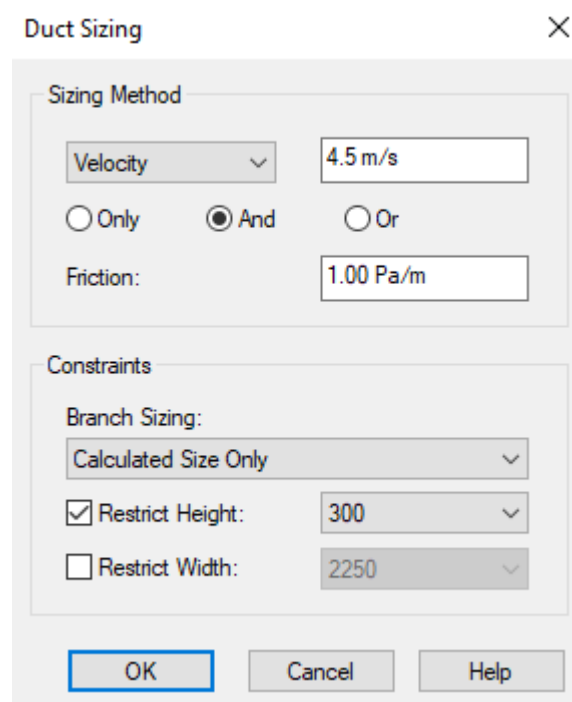 Duct Sizing
Sizing Method
Velocity
4.5 m/s
Only
And
Or
Friction:
1.00 Pa/m
Constraints
Branch Sizing:
Calculated Size Only
Restrict Height:
300
Restrict Width:
2250
OK
Cancel
Help